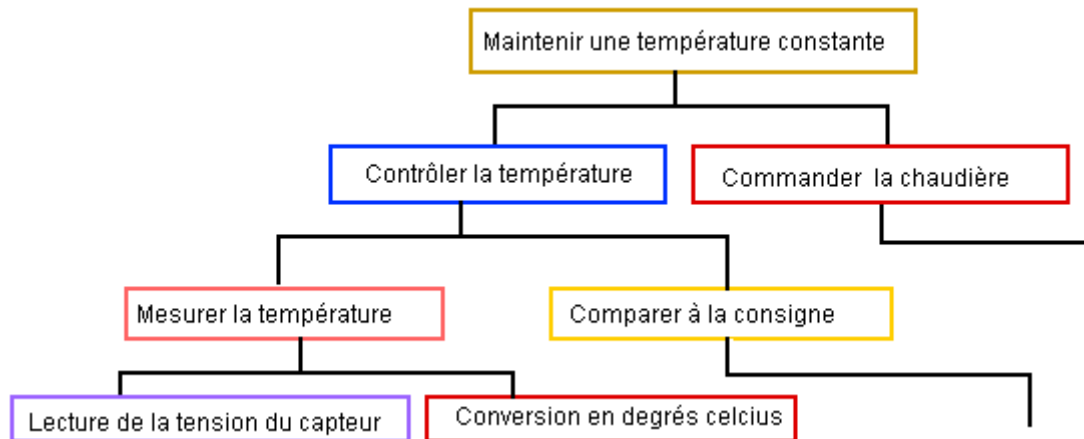 Maintenir une température constante
Contrôler la température
Commander la chaudière
Mesurer la température
Comparer à la consigne
Lecture de la tension du capteur
Conversion en degrés celcius